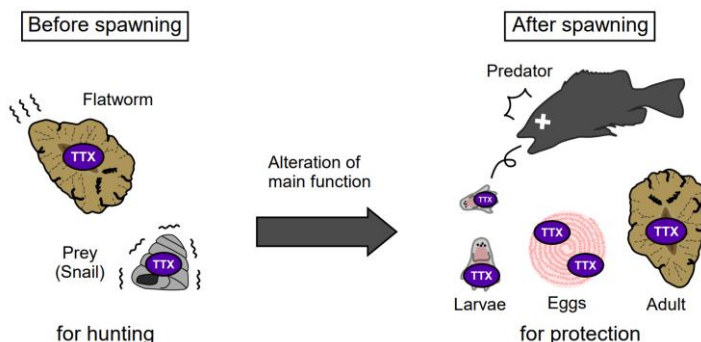 Before spawning
Flatworm
TTX
Prey
(Snail)
TTX
for hunting
Alteration of
main function
After spawning
Predator
TTX
TTX
Larvae
TTX
TTX
Eggs
TTX
Adult
for protection